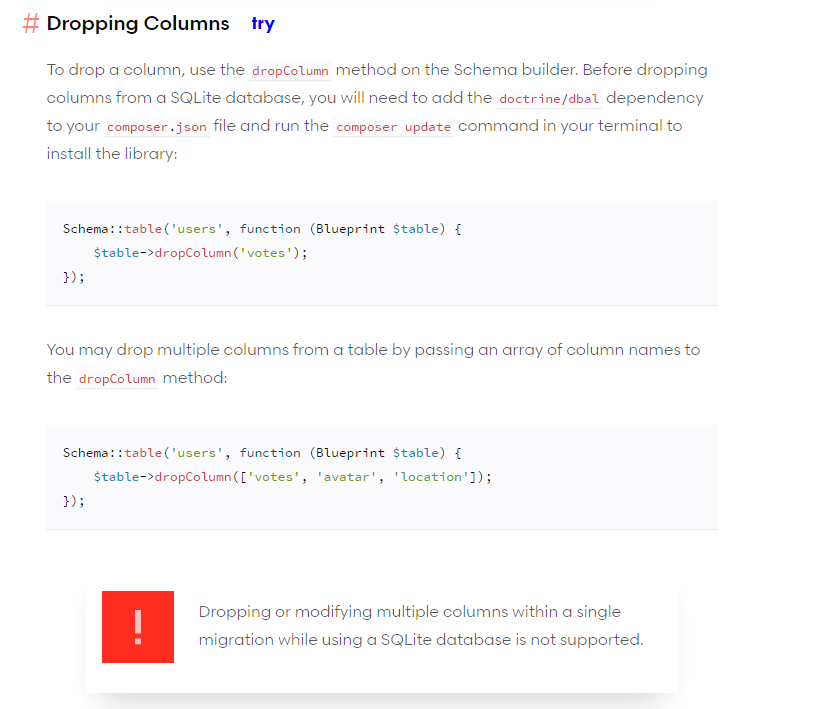 # Dropping Columns try
To drop a column, use the dropColumn method on the Schema builder. Before dropping
columns from a SQLite database, you will need to add the doctrine/dbal dependency
to your composer.json file and run the composer update command in your terminal to
install the library:
Schema::table('users', function (Blueprint $table) {
    $table->dropColumn('votes');
});
You may drop multiple columns from a table by passing an array of column names to
the dropColumn method:
Schema::table('users', function (Blueprint $table) {
    $table->dropColumn(['votes', 'avatar', 'location']);
});
!
Dropping or modifying multiple columns within a single
migration while using a SQLite database is not supported.